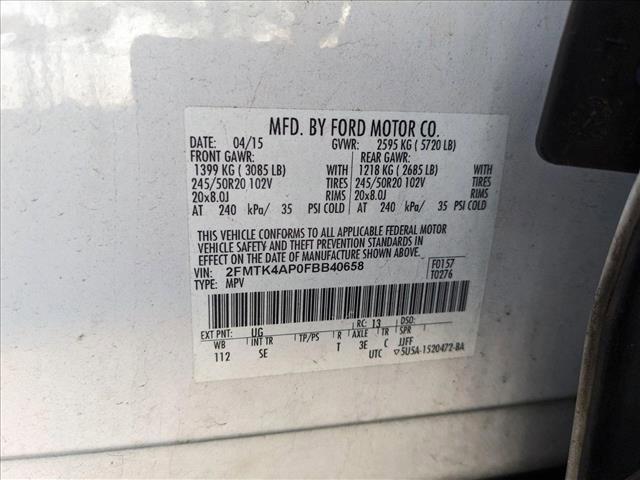 MFD. BY FORD MOTOR CO.
DATE: 04/15 GVWR: 2595 KG ( 5720 LB)
FRONT GAWR: REAR GAWR:
1399 KG ( 3085 LB) WITH 1218 KG ( 2685 LB) WITH
245/50R20 102V TIRES 245/50R20 102V TIRES
20x8.0J RIMS 20x8.0J RIMS
AT 240 kPa/ 35 PSI COLD AT 240 kPa/ 35 PSI COLD
THIS VEHICLE CONFORMS TO ALL APPLICABLE FEDERAL MOTOR
VEHICLE SAFETY AND THEFT PREVENTION STANDARDS IN
EFFECT ON THE DATE OF MANUFACTURE SHOWN ABOVE.
VIN: 2FMTK4AP0FBB40658 F0157
TYPE: MPV T0276
EXT PNT: UG RC: 13 DSO:
WB INT TR TP/PS R AXLE TR SPR
112 SE T 3E C JJFF
UTC ▽5U5A-1520472-BA